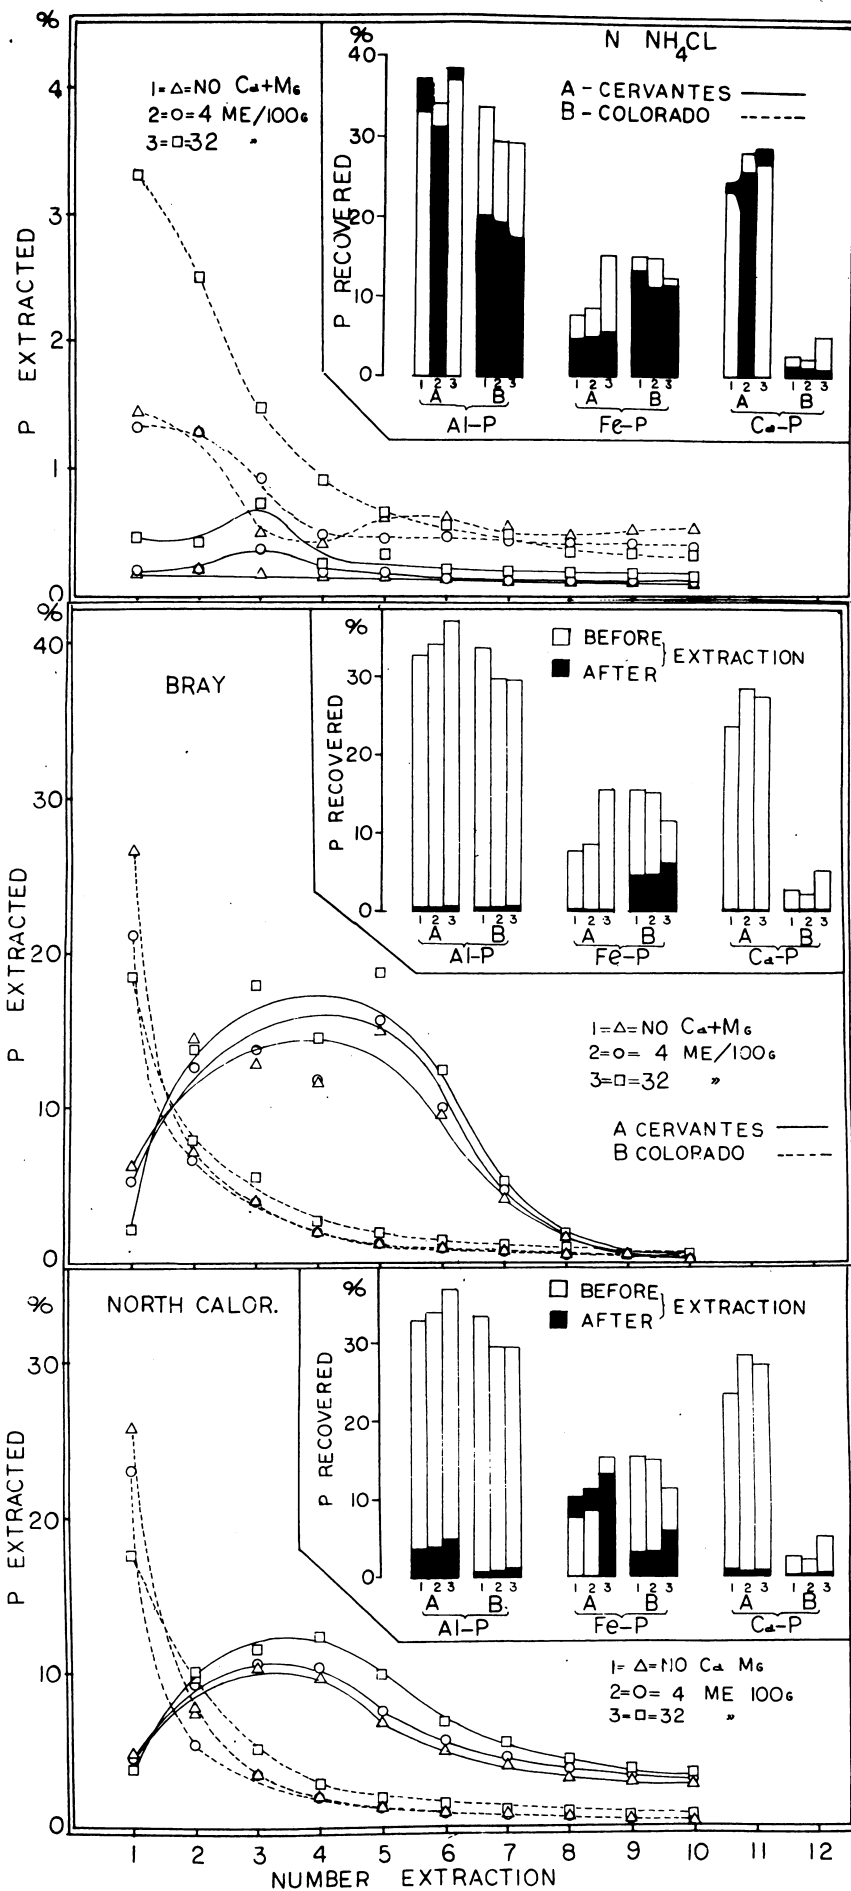 %
%
N NH4CL
40
4
1=△=NO Ca+MG
A-CERVANTES
2=○=4 ME/100G
B-COLORADO
3=□=32 "
30
3
20
P EXTRACTED
P RECOVERED
2
10
0
1 2 3
1 2 3
1 2 3
1 2 3
1 2 3
1 2 3
A
B
A
B
A
B
Al-P
Fe-P
Ca-P
1
0
%
%
BEFORE
AFTER
EXTRACTION
40
BRAY
30
30
20
P RECOVERED
10
0
1 2 3
1 2 3
1 2 3
1 2 3
1 2 3
1 2 3
A
B
A
B
A
B
Al-P
Fe-P
Ca-P
P EXTRACTED
20
1=△=NO Ca+MG
2=○= 4 ME/100G
3=□=32 "
10
A CERVANTES
B COLORADO
0
%
NORTH CALOR.
%
BEFORE
AFTER
EXTRACTION
30
30
P RECOVERED
20
10
0
1 2 3
1 2 3
1 2 3
1 2 3
1 2 3
1 2 3
A
B.
A
B
A
B
Al-P
Fe-P
Ca-P
P EXTRACTED
20
1= △=NO Ca MG
2=○= 4 ME 100G
3=□=32 "
10
0
1 2 3 4 5 6 7 8 9 10 11 12
NUMBER EXTRACTION